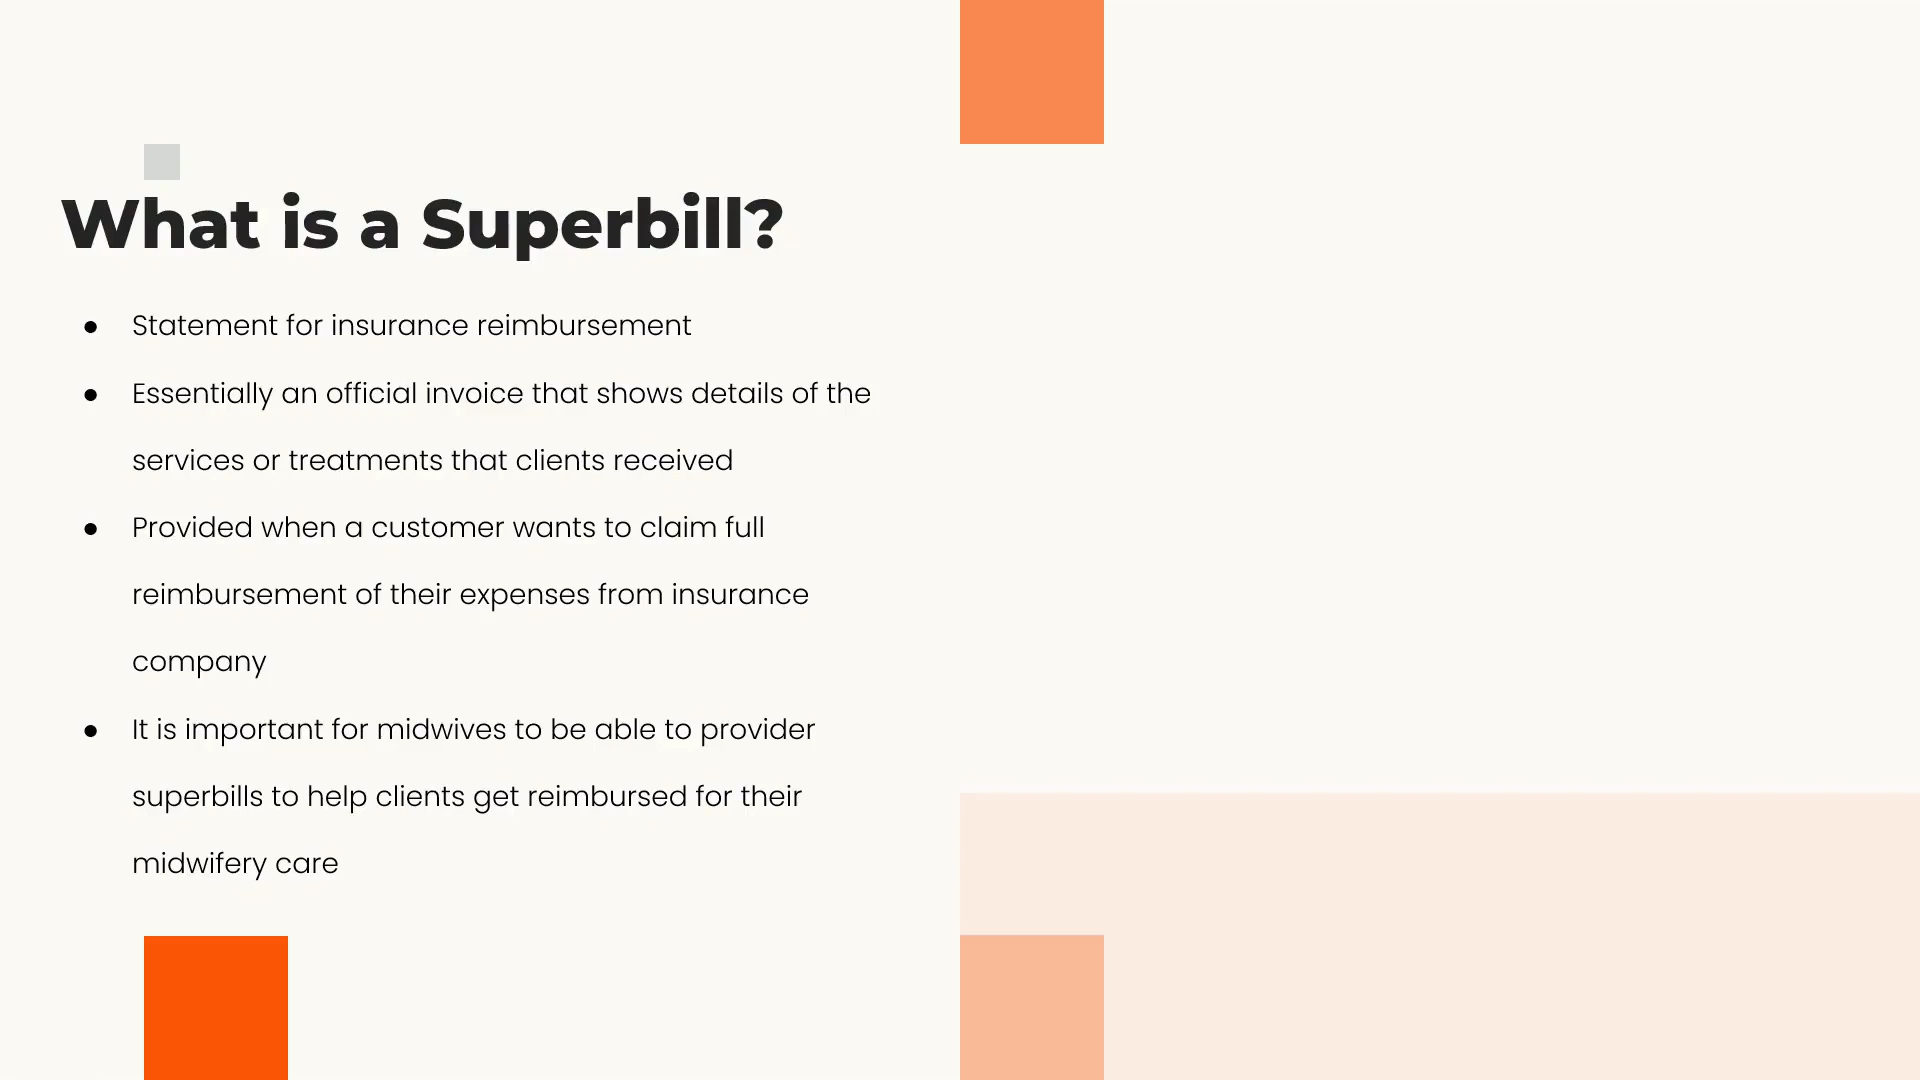 What is a Superbill?
● Statement for insurance reimbursement
● Essentially an official invoice that shows details of the
services or treatments that clients received
● Provided when a customer wants to claim full
reimbursement of their expenses from insurance
company
● It is important for midwives to be able to provider
superbills to help clients get reimbursed for their
midwifery care